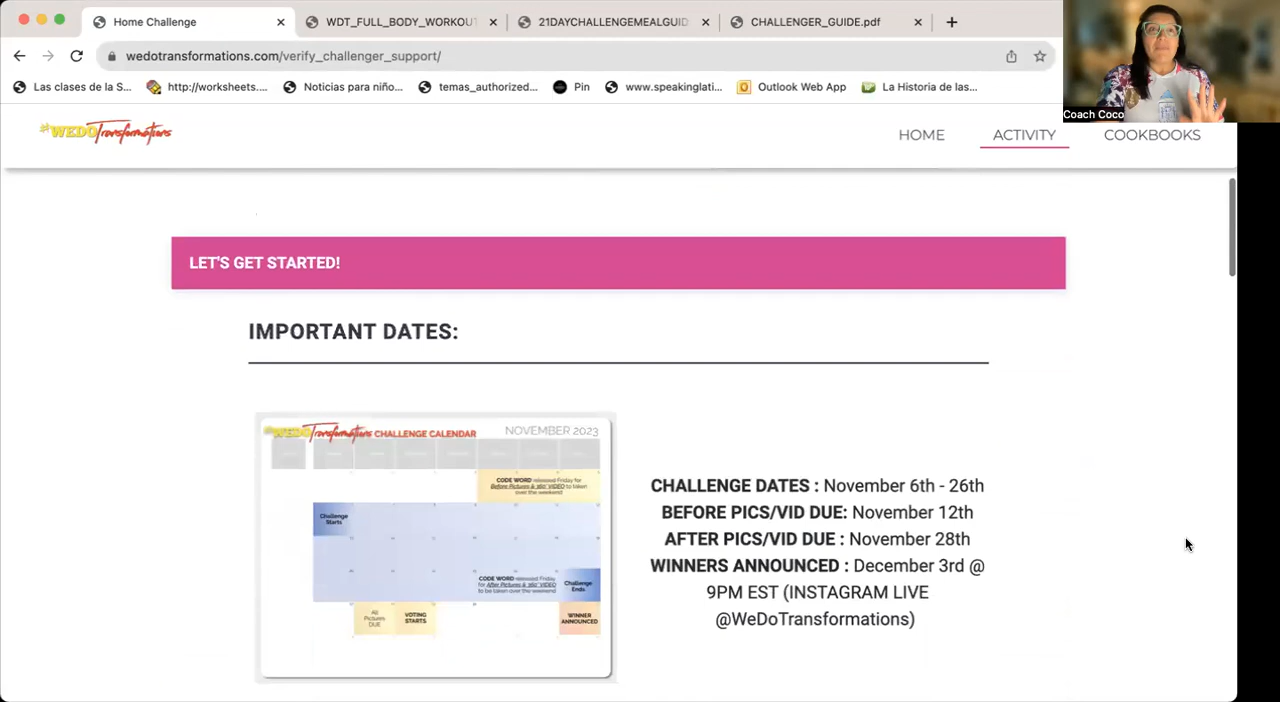 Home Challenge
WDT_FULL_BODY_WORKOUT
21DAYCHALLENGEMEALGUID
CHALLENGER_GUIDE.pdf
wedotransformations.com/verify_challenger_support/
Las clases de la S...
http://worksheets....
Noticias para niño...
temas_authorized...
Pin
www.speakinglati...
Outlook Web App
La Historia de las...
Coach Coco
#WEDO Transformations
HOME
ACTIVITY
COOKBOOKS
LET'S GET STARTED!
IMPORTANT DATES:
#WEDO Transformations CHALLENGE CALENDAR
NOVEMBER 2023
CODE WORD released Friday for
Before Pictures & 360° VIDEO to taken
over the weekend
Challenge
Starts
CODE WORD released Friday
for After Pictures & 360° VIDEO
to be taken over the weekend
Challenge
Ends
All
Pictures
DUE
VOTING
STARTS
WINNER
ANNOUNCED
CHALLENGE DATES : November 6th - 26th
BEFORE PICS/VID DUE: November 12th
AFTER PICS/VID DUE : November 28th
WINNERS ANNOUNCED : December 3rd @
9PM EST (INSTAGRAM LIVE
@WeDoTransformations)